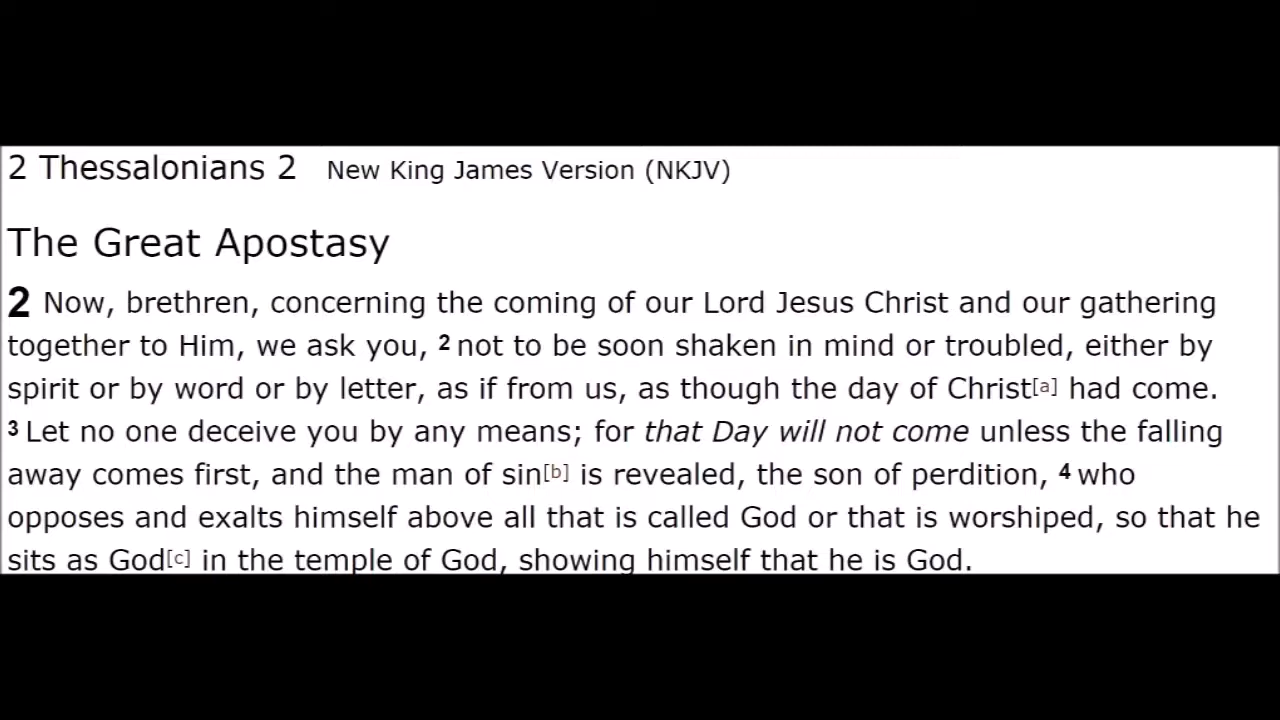 2 Thessalonians 2 New King James Version (NKJV)
The Great Apostasy
2 Now, brethren, concerning the coming of our Lord Jesus Christ and our gathering
together to Him, we ask you, 2 not to be soon shaken in mind or troubled, either by
spirit or by word or by letter, as if from us, as though the day of Christ[a] had come.
3 Let no one deceive you by any means; for that Day will not come unless the falling
away comes first, and the man of sin[b] is revealed, the son of perdition, 4 who
opposes and exalts himself above all that is called God or that is worshiped, so that he
sits as God[c] in the temple of God, showing himself that he is God.